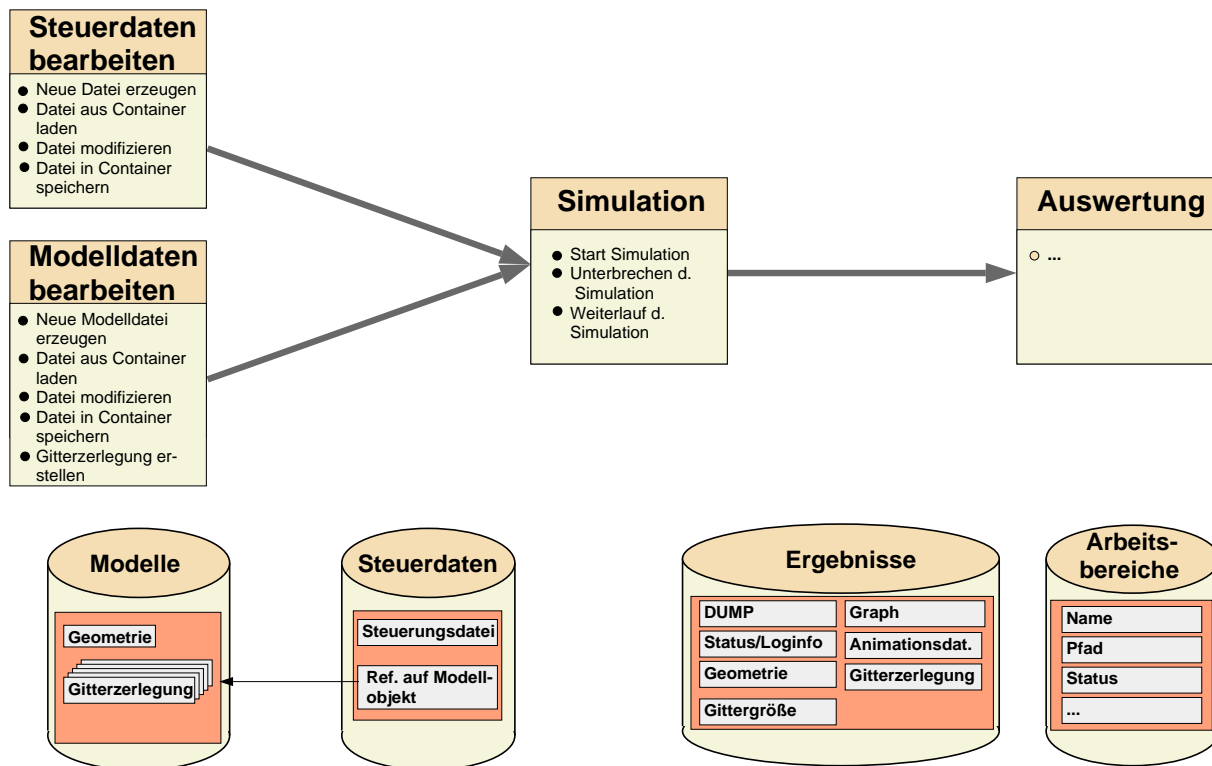 Steuerdaten
bearbeiten
● Neue Datei erzeugen
● Datei aus Container
laden
● Datei modifizieren
● Datei in Container
speichern
Modelldaten
bearbeiten
● Neue Modelldatei
erzeugen
● Datei aus Container
laden
● Datei modifizieren
● Datei in Container
speichern
● Gitterzerlegung er-
stellen
Simulation
● Start Simulation
● Unterbrechen d.
Simulation
● Weiterlauf d.
Simulation
Auswertung
○ ...
Modelle
Geometrie
Gitterzerlegung
Steuerdaten
Steuerungsdatei
Ref. auf Modell-
objekt
Ergebnisse
DUMP
Status/Loginfo
Geometrie
Gittergröße
Graph
Animationsdat.
Gitterzerlegung
Arbeits-
bereiche
Name
Pfad
Status
...